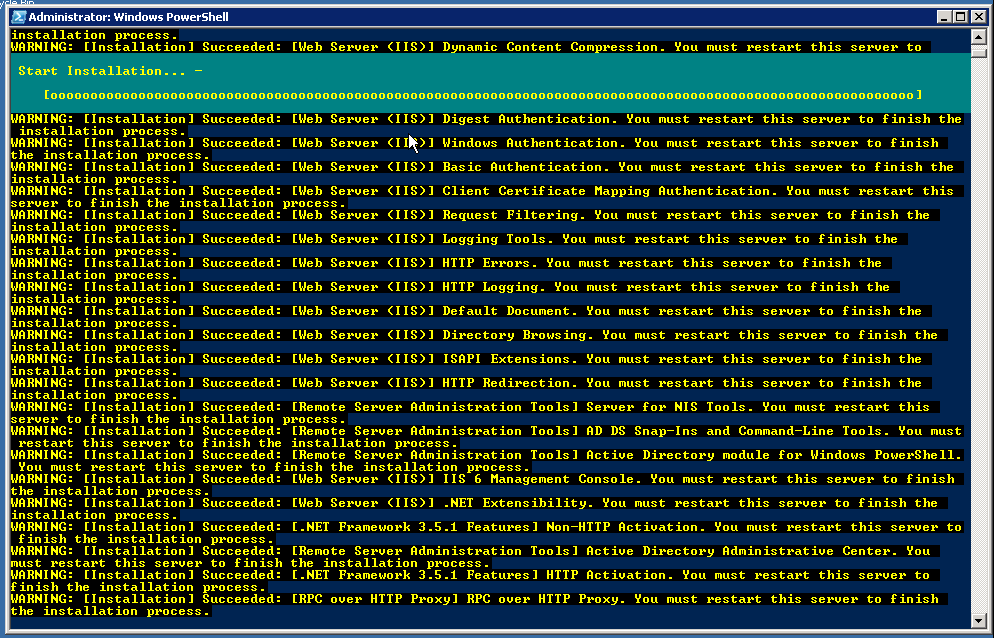 cycle Bin
Administrator: Windows PowerShell
installation process.
WARNING: [Installation] Succeeded: [Web Server (IIS)] Dynamic Content Compression. You must restart this server to
Start Installation... -
[oooooooooooooooooooooooooooooooooooooooooooooooooooooooooooooooooooooooooooooooooooooooooooooooooooooooooooo]
WARNING: [Installation] Succeeded: [Web Server (IIS)] Digest Authentication. You must restart this server to finish the
installation process.
WARNING: [Installation] Succeeded: [Web Server (IIS)] Windows Authentication. You must restart this server to finish
the installation process.
WARNING: [Installation] Succeeded: [Web Server (IIS)] Basic Authentication. You must restart this server to finish the
installation process.
WARNING: [Installation] Succeeded: [Web Server (IIS)] Client Certificate Mapping Authentication. You must restart this
server to finish the installation process.
WARNING: [Installation] Succeeded: [Web Server (IIS)] Request Filtering. You must restart this server to finish the
installation process.
WARNING: [Installation] Succeeded: [Web Server (IIS)] Logging Tools. You must restart this server to finish the
installation process.
WARNING: [Installation] Succeeded: [Web Server (IIS)] HTTP Errors. You must restart this server to finish the
installation process.
WARNING: [Installation] Succeeded: [Web Server (IIS)] HTTP Logging. You must restart this server to finish the
installation process.
WARNING: [Installation] Succeeded: [Web Server (IIS)] Default Document. You must restart this server to finish the
installation process.
WARNING: [Installation] Succeeded: [Web Server (IIS)] Directory Browsing. You must restart this server to finish the
installation process.
WARNING: [Installation] Succeeded: [Web Server (IIS)] ISAPI Extensions. You must restart this server to finish the
installation process.
WARNING: [Installation] Succeeded: [Web Server (IIS)] HTTP Redirection. You must restart this server to finish the
installation process.
WARNING: [Installation] Succeeded: [Remote Server Administration Tools] Server for NIS Tools. You must restart this
server to finish the installation process.
WARNING: [Installation] Succeeded: [Remote Server Administration Tools] AD DS Snap-Ins and Command-Line Tools. You must
restart this server to finish the installation process.
WARNING: [Installation] Succeeded: [Remote Server Administration Tools] Active Directory module for Windows PowerShell.
You must restart this server to finish the installation process.
WARNING: [Installation] Succeeded: [Web Server (IIS)] IIS 6 Management Console. You must restart this server to finish
the installation process.
WARNING: [Installation] Succeeded: [Web Server (IIS)] .NET Extensibility. You must restart this server to finish the
installation process.
WARNING: [Installation] Succeeded: [.NET Framework 3.5.1 Features] Non-HTTP Activation. You must restart this server to
finish the installation process.
WARNING: [Installation] Succeeded: [Remote Server Administration Tools] Active Directory Administrative Center. You
must restart this server to finish the installation process.
WARNING: [Installation] Succeeded: [.NET Framework 3.5.1 Features] HTTP Activation. You must restart this server to
finish the installation process.
WARNING: [Installation] Succeeded: [RPC over HTTP Proxy] RPC over HTTP Proxy. You must restart this server to finish
the installation process.